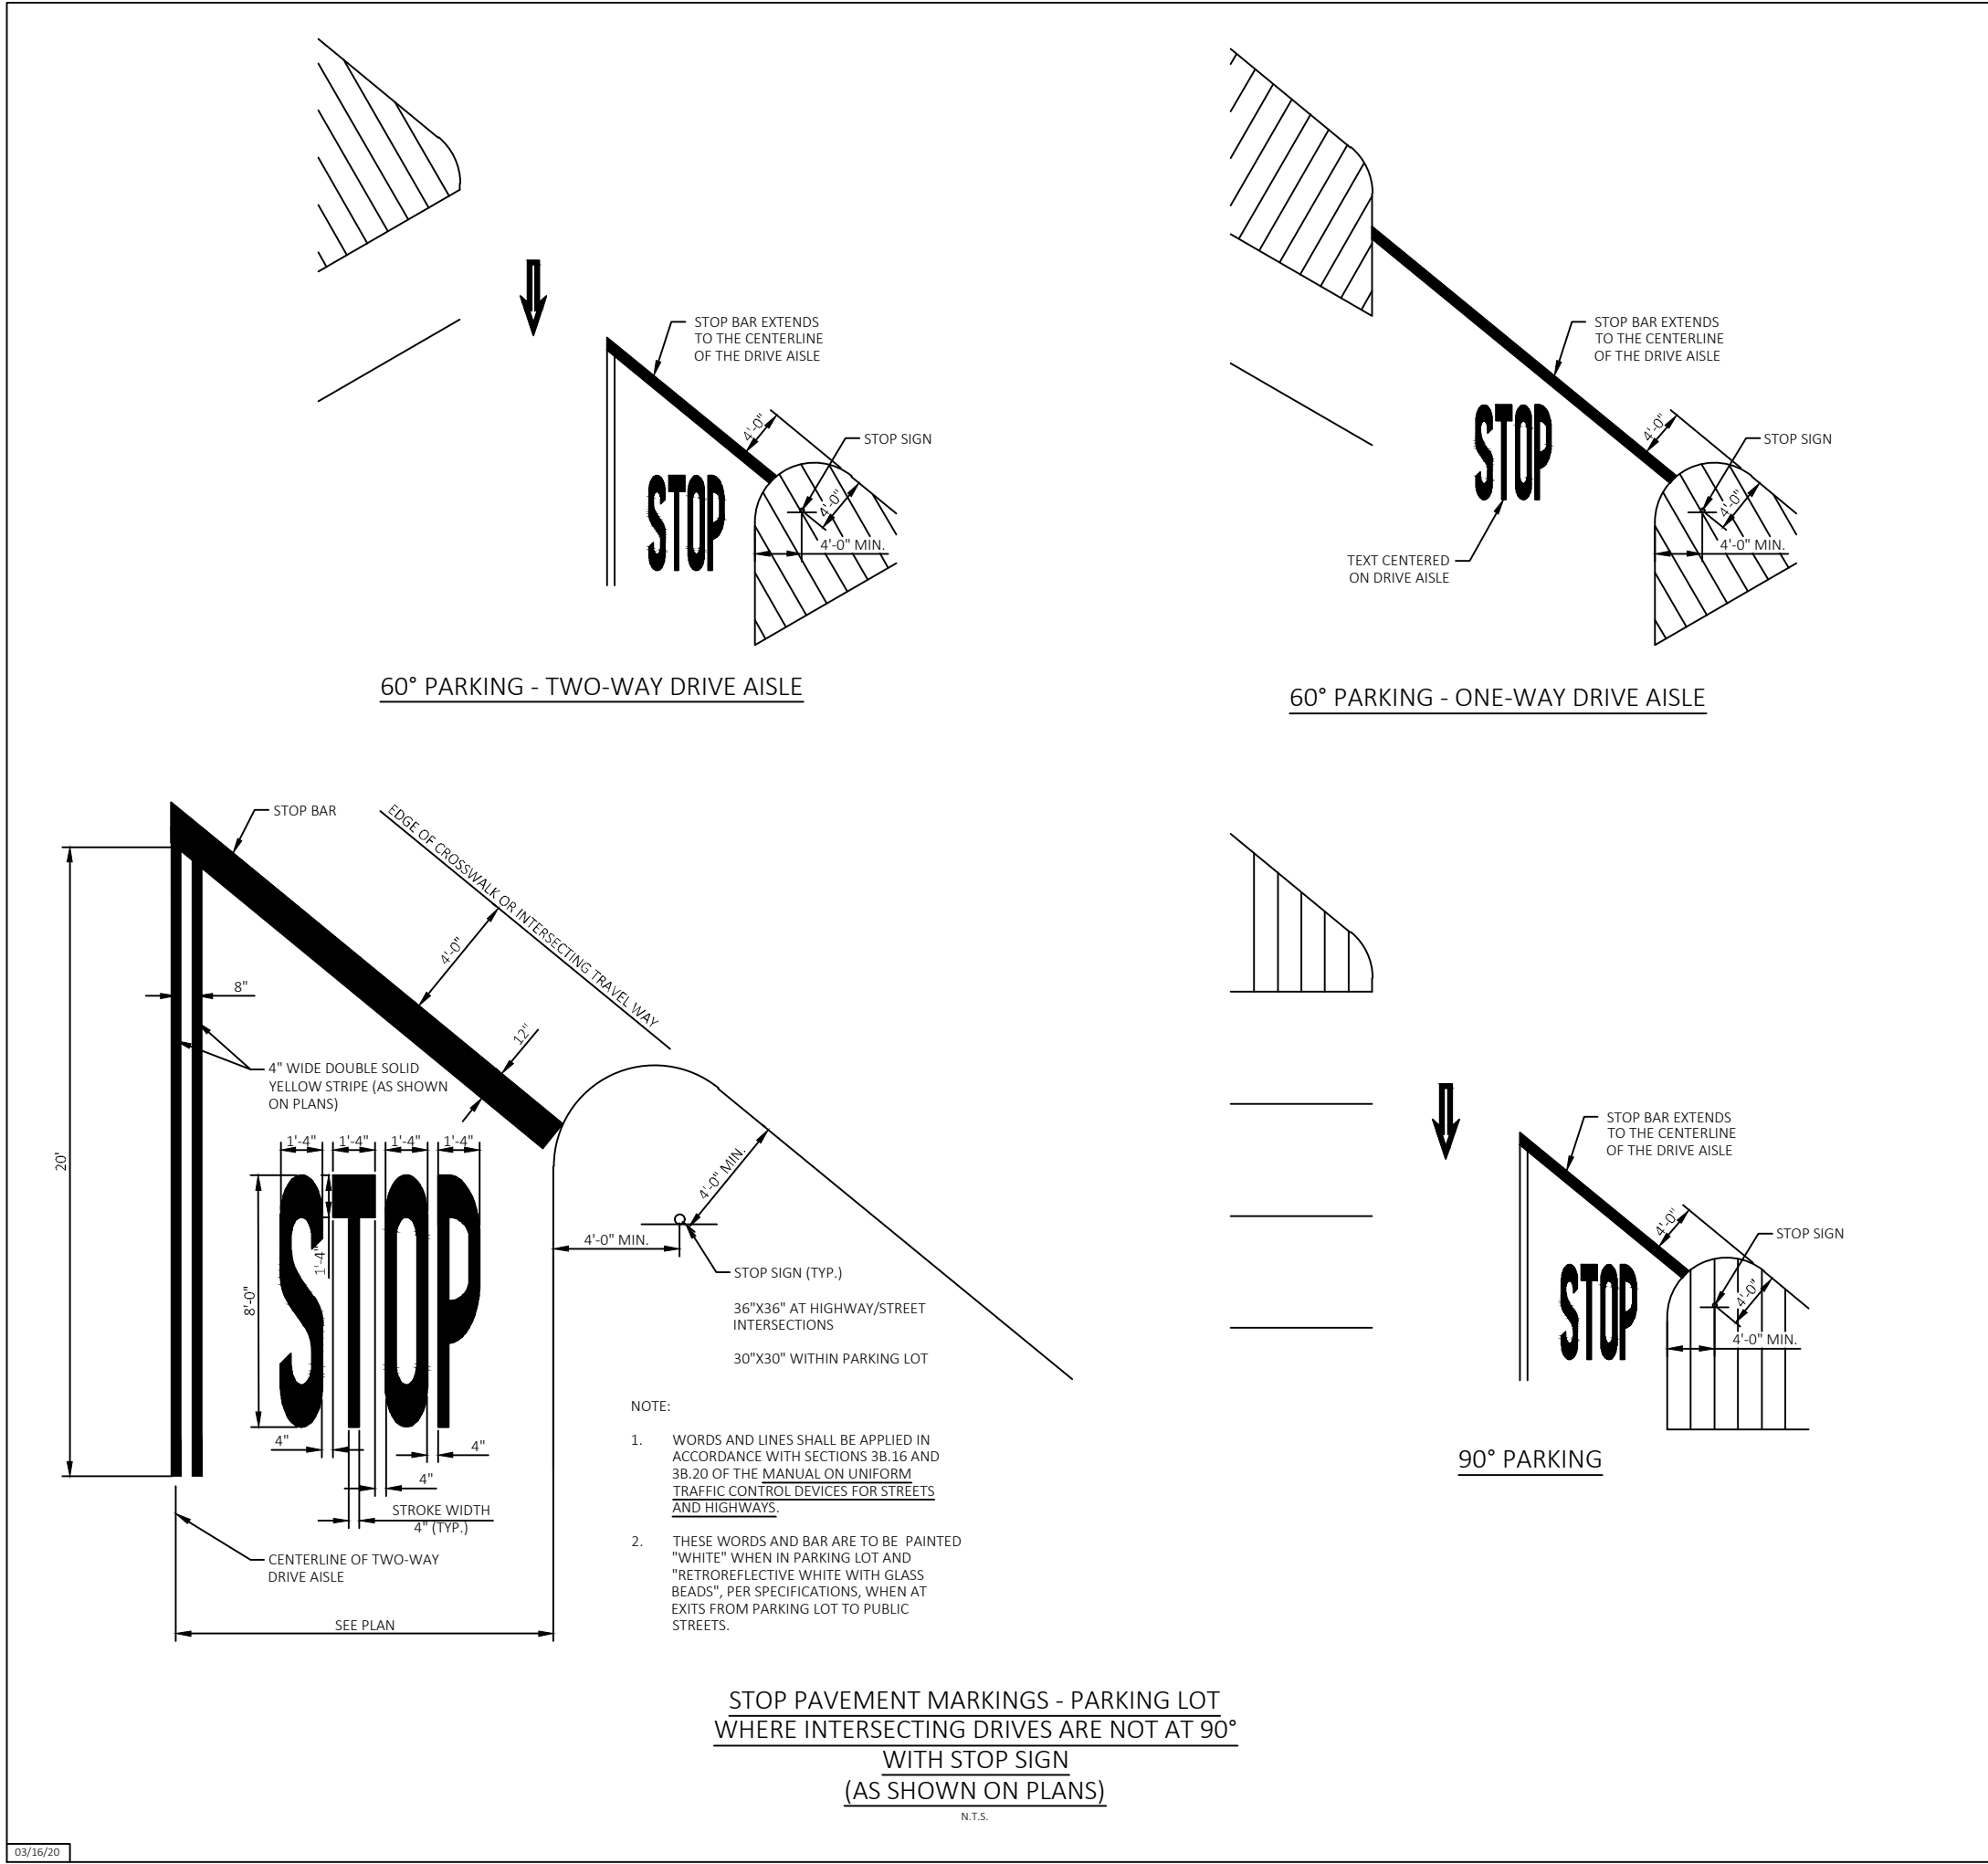 STOP BAR EXTENDS
TO THE CENTERLINE
OF THE DRIVE AISLE
4'-0"
STOP SIGN
4'-0"
4'-0" MIN.
STOP
60° PARKING - TWO-WAY DRIVE AISLE
STOP BAR EXTENDS
TO THE CENTERLINE
OF THE DRIVE AISLE
4'-0"
STOP SIGN
4'-0"
4'-0" MIN.
STOP
TEXT CENTERED
ON DRIVE AISLE
60° PARKING - ONE-WAY DRIVE AISLE
STOP BAR
EDGE OF CROSSWALK OR INTERSECTING TRAVEL WAY
4'-0"
8"
12"
4" WIDE DOUBLE SOLID
YELLOW STRIPE (AS SHOWN
ON PLANS)
20'
1'-4"
1'-4"
1'-4"
1'-4"
1'-4"
8'-0"
STOP
4'-0" MIN.
4'-0" MIN.
STOP SIGN (TYP.)
36"X36" AT HIGHWAY/STREET
INTERSECTIONS
30"X30" WITHIN PARKING LOT
4"
4"
4"
STROKE WIDTH
4" (TYP.)
CENTERLINE OF TWO-WAY
DRIVE AISLE
SEE PLAN
NOTE:
1. WORDS AND LINES SHALL BE APPLIED IN
ACCORDANCE WITH SECTIONS 3B.16 AND
3B.20 OF THE MANUAL ON UNIFORM
TRAFFIC CONTROL DEVICES FOR STREETS
AND HIGHWAYS.
2. THESE WORDS AND BAR ARE TO BE PAINTED
"WHITE" WHEN IN PARKING LOT AND
"RETROREFLECTIVE WHITE WITH GLASS
BEADS", PER SPECIFICATIONS, WHEN AT
EXITS FROM PARKING LOT TO PUBLIC
STREETS.
STOP BAR EXTENDS
TO THE CENTERLINE
OF THE DRIVE AISLE
4'-0"
STOP SIGN
4'-0"
4'-0" MIN.
STOP
90° PARKING
STOP PAVEMENT MARKINGS - PARKING LOT
WHERE INTERSECTING DRIVES ARE NOT AT 90°
WITH STOP SIGN
(AS SHOWN ON PLANS)
N.T.S.
03/16/20